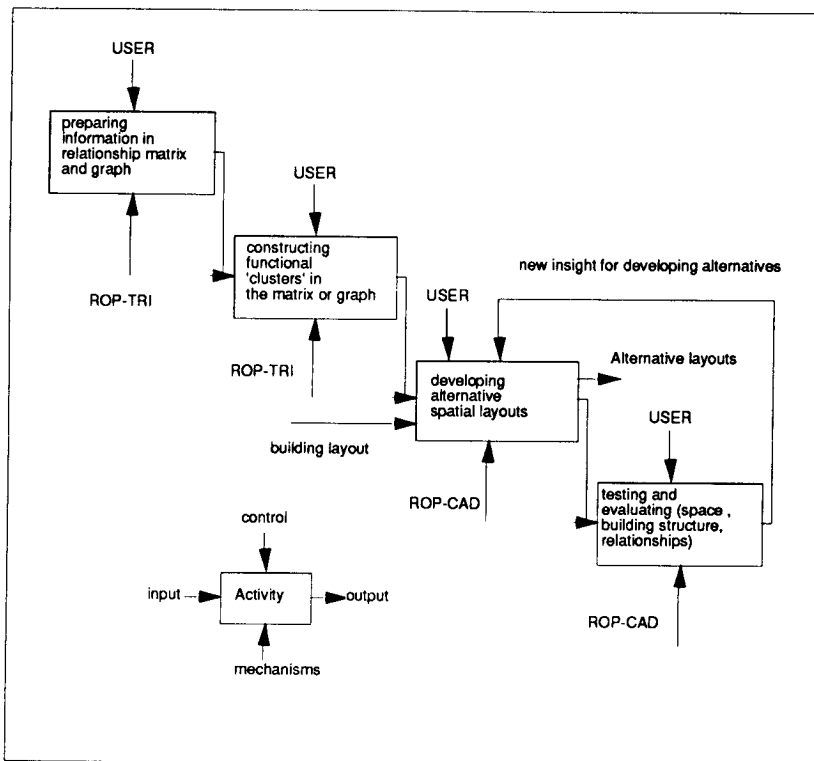 USER
preparing
information in
relationship matrix
and graph
ROP-TRI
USER
constructing
functional
'clusters' in
the matrix or graph
ROP-TRI
new insight for developing alternatives
USER
developing
alternative
spatial layouts
Alternative layouts
building layout
ROP-CAD
USER
testing and
evaluating (space ,
building structure,
relationships)
ROP-CAD
control
input
Activity
output
mechanisms